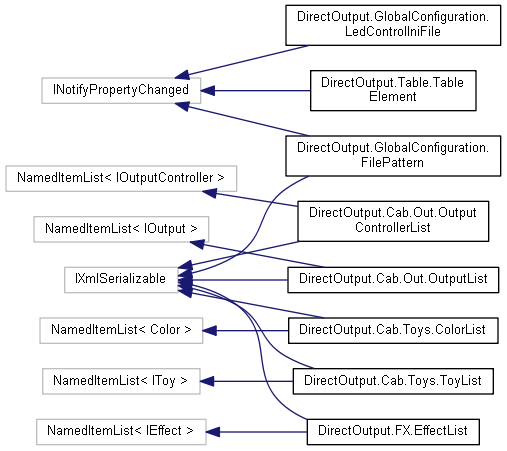 DirectOutput.GlobalConfiguration.
LedControlIniFile
INotifyPropertyChanged
DirectOutput.Table.Table
Element
DirectOutput.GlobalConfiguration.
FilePattern
NamedItemList< IOutputController >
DirectOutput.Cab.Out.Output
ControllerList
NamedItemList< IOutput >
IXmlSerializable
DirectOutput.Cab.Out.OutputList
NamedItemList< Color >
DirectOutput.Cab.Toys.ColorList
NamedItemList< IToy >
DirectOutput.Cab.Toys.ToyList
NamedItemList< IEffect >
DirectOutput.FX.EffectList